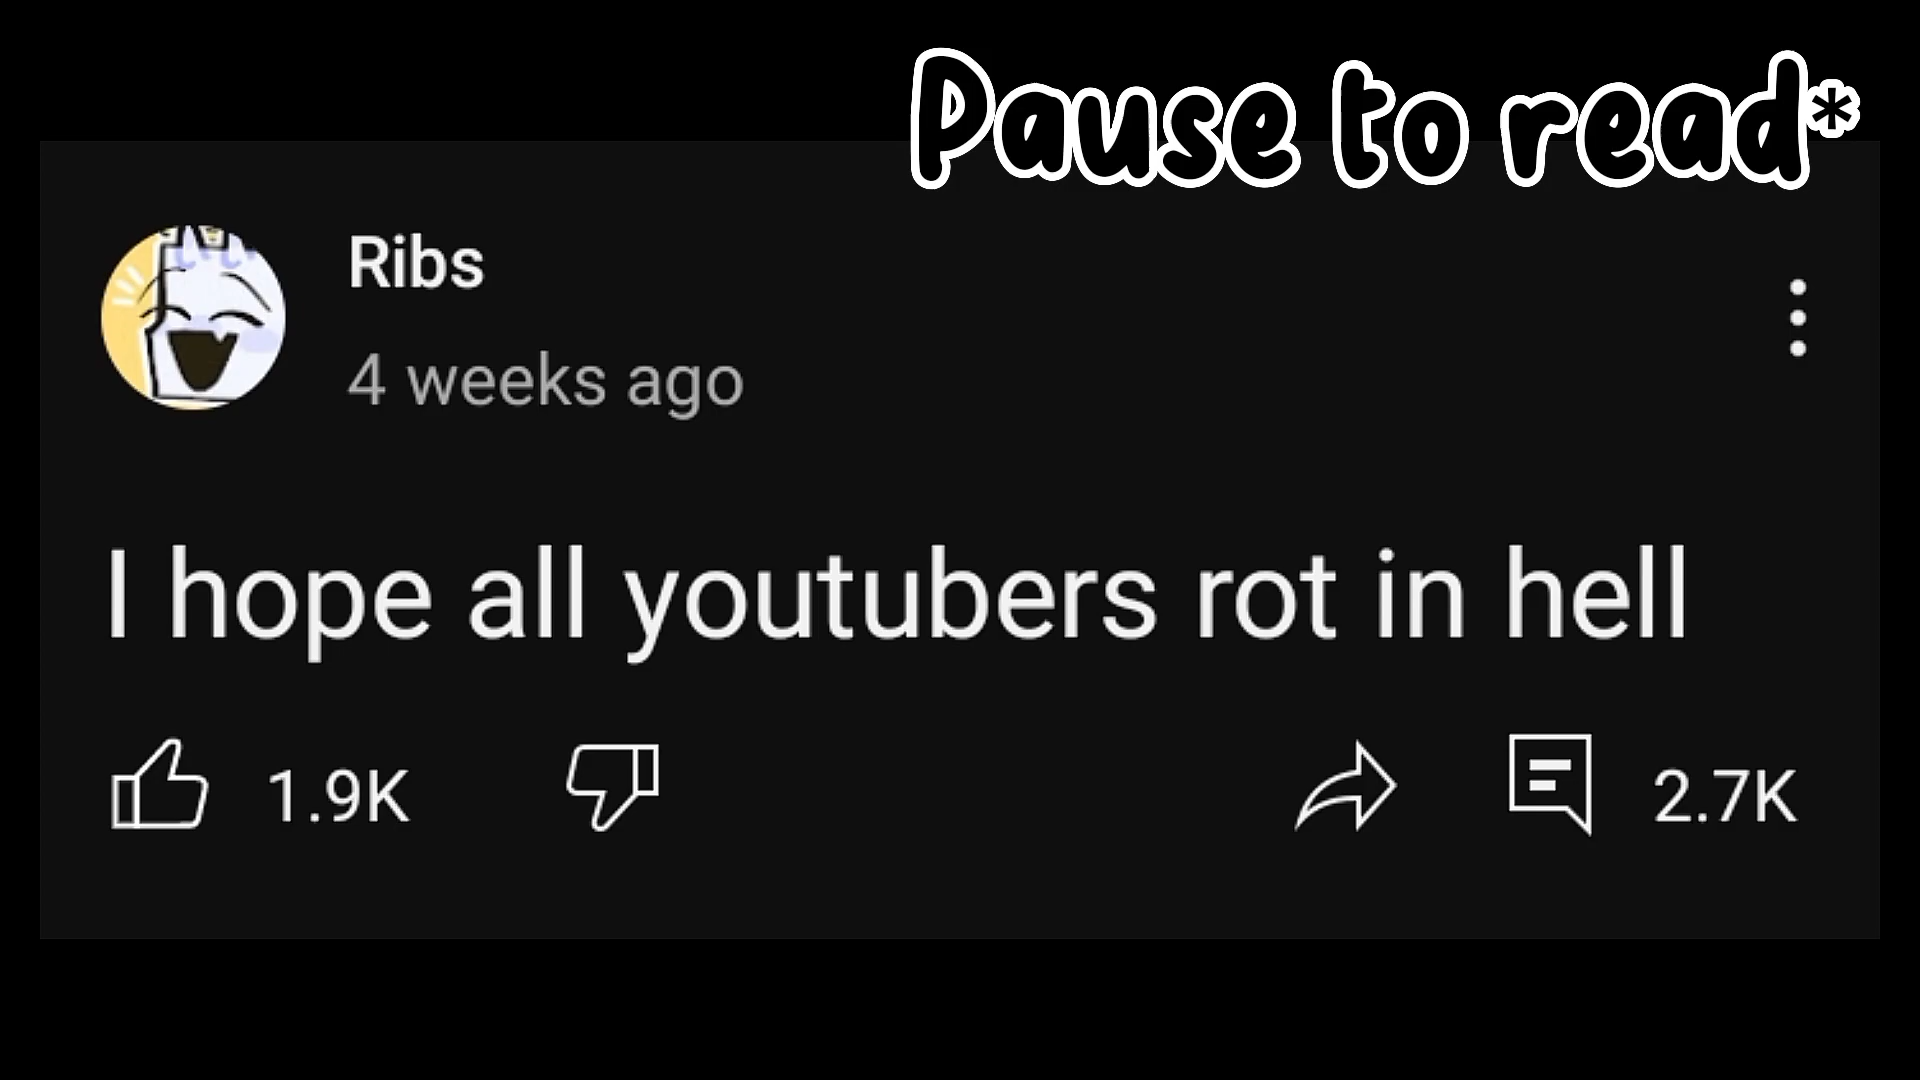 Pause to read*
Ribs
4 weeks ago
I hope all youtubers rot in hell
1.9K
2.7K